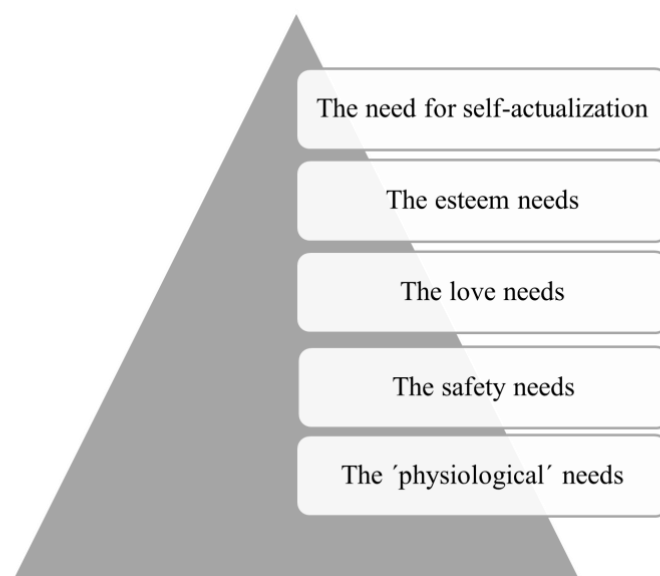 The need for self-actualization
The esteem needs
The love needs
The safety needs
The ´physiological´ needs